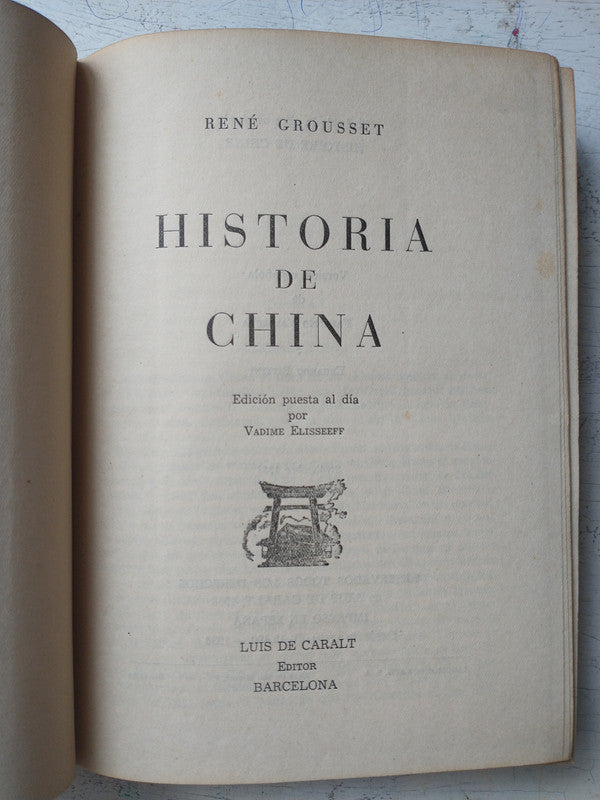 RENÉ GROUSSET
HISTORIA
DE
CHINA
Edición puesta al día
por
VADIME ELISSEEFF
LUIS DE CARALT
EDITOR
BARCELONA